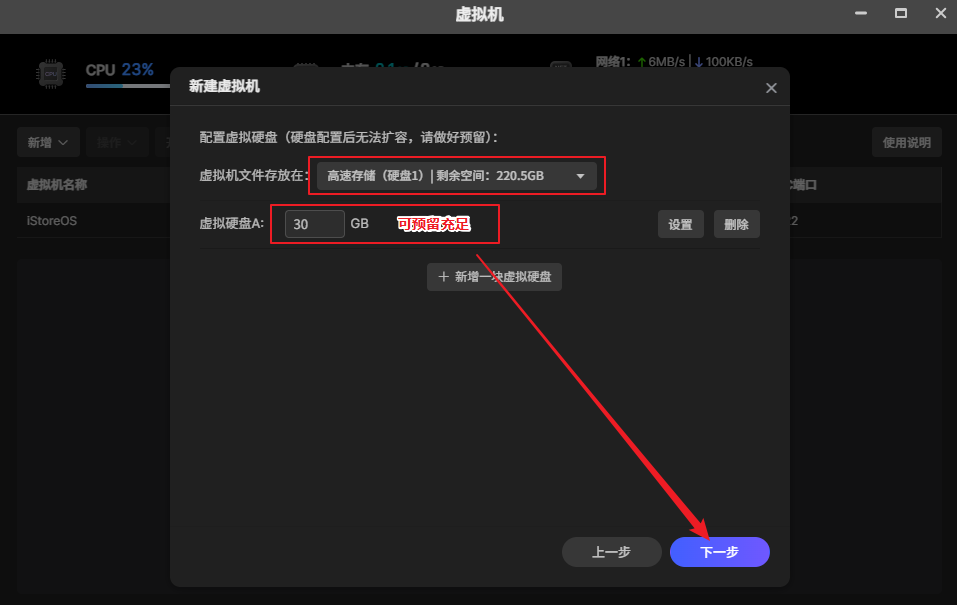 虚拟机
CPU 23%
网络1: ↑6MB/s | ↓100KB/s
新建虚拟机
新增
操作
使用说明
配置虚拟硬盘（硬盘配置后无法扩容，请做好预留）：
虚拟机名称
虚拟机文件存放在：
高速存储（硬盘1）| 剩余空间：220.5GB
端口
iStoreOS
虚拟硬盘A:
30
GB
可预留充足
设置
删除
2
+ 新增一块虚拟硬盘
上一步
下一步